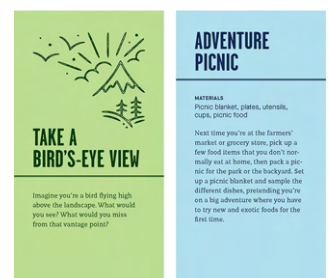 TAKE A
BIRD'S-EYE VIEW
Imagine you're a bird flying high
above the landscape. What would
you see? What would you miss
from that vantage point?
ADVENTURE
PICNIC
MATERIALS
Picnic blanket, plates, utensils,
cups, picnic food
Next time you're at the farmers'
market or grocery store, pick up a
few food items that you don't nor-
mally eat at home, then pack a pic-
nic for the park or the backyard. Set
up a picnic blanket and sample the
different dishes, pretending you're
on a big adventure where you have
to try new and exotic foods for the
first time.